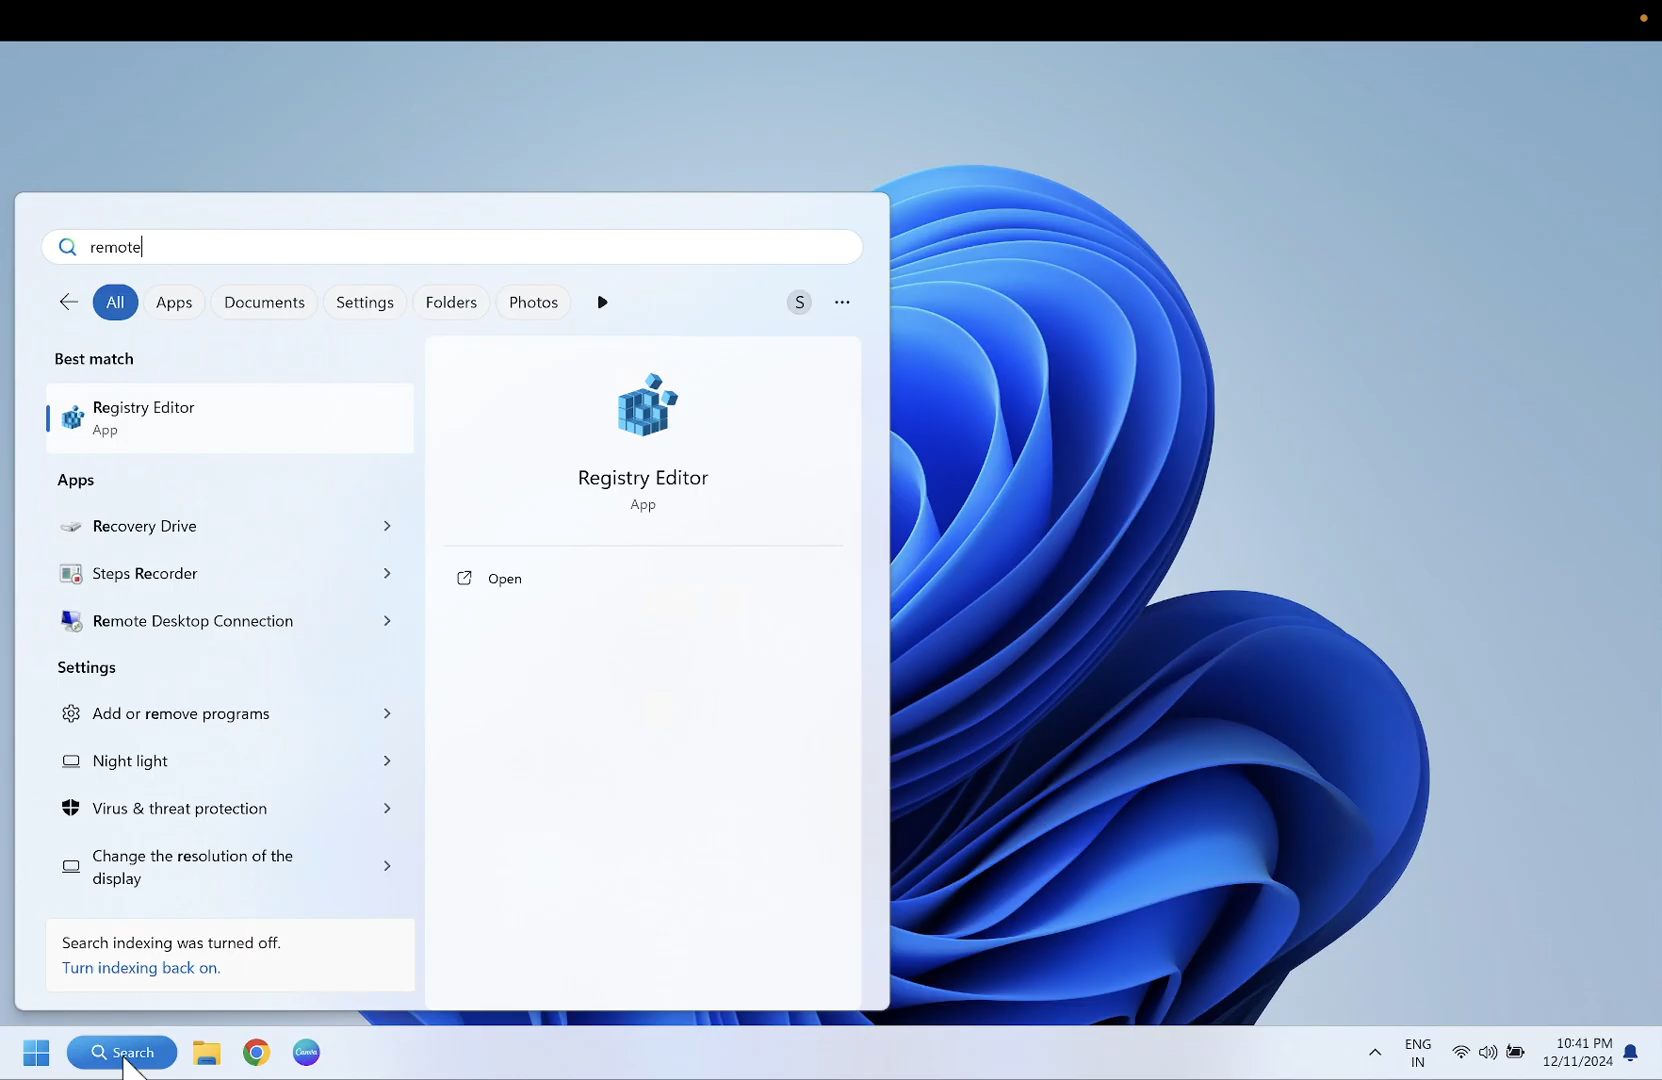 remote
All
Apps
Documents
Settings
Folders
Photos
S
Best match
Registry Editor
App
Apps
Recovery Drive
Steps Recorder
Remote Desktop Connection
Settings
Add or remove programs
Night light
Virus & threat protection
Change the resolution of the
display
Search indexing was turned off.
Turn indexing back on.
Registry Editor
App
Open
Search
Canva
ENG
IN
10:41 PM
12/11/2024